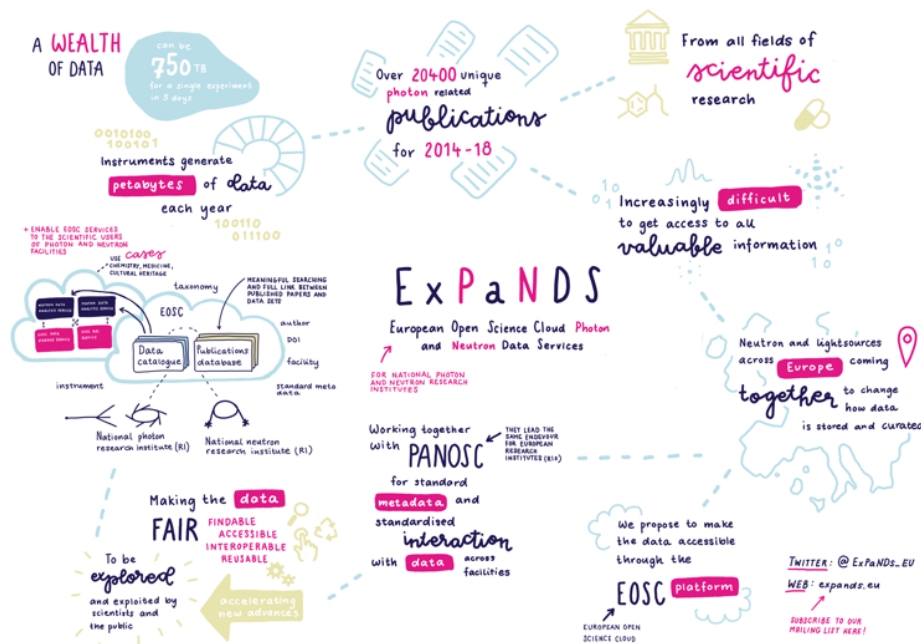 A WEALTH
OF DATA
can be
750 TB
for a single experiment
in 5 days
0010100
100101
Instruments generate
petabytes of data
each year
100110
011100
Over 20400 unique
photon related
publications
for 2014-18
From all fields of
scientific
research
01
10
Increasingly difficult
to get access to all
valuable information
10
+ ENABLE EOSC SERVICES
TO THE SCIENTIFIC USERS
OF PHOTON AND NEUTRON
FACILITIES
USE CASES
CHEMISTRY, MEDICINE,
CULTURAL HERITAGE
taxonomy
MEANINGFUL SEARCHING
AND FULL LINK BETWEEN
PUBLISHED PAPERS AND
DATA SETS
EOSC
Data
catalogue
Publications
database
author
DOI
facility
standard meta
data
instrument
National photon
research institute (RI)
National neutron
research institute (RI)
ExPaNDS
European Open Science Cloud Photon
and Neutron Data Services
FOR NATIONAL PHOTON
AND NEUTRON RESEARCH
INSTITUTES
Neutron and lightsources
across Europe coming
together to change
how data
is stored and curated
Working together
with PANOSC
THEY LEAD THE
SAME ENDEAVOUR
FOR EUROPEAN
RESEARCH
INSTITUTES (RIs)
for standard
metadata and
standardised
interaction
with data across
facilities
We propose to make
the data accessible
through the
EOSC platform
EUROPEAN OPEN
SCIENCE CLOUD
TWITTER: @ExPaNDS_EU
WEB: expands.eu
SUBSCRIBE TO OUR
MAILING LIST HERE!
Making the data
FAIR
FINDABLE
ACCESSIBLE
INTEROPERABLE
REUSABLE
accelerating
new advances
To be
explored
and exploited by
scientists and
the public